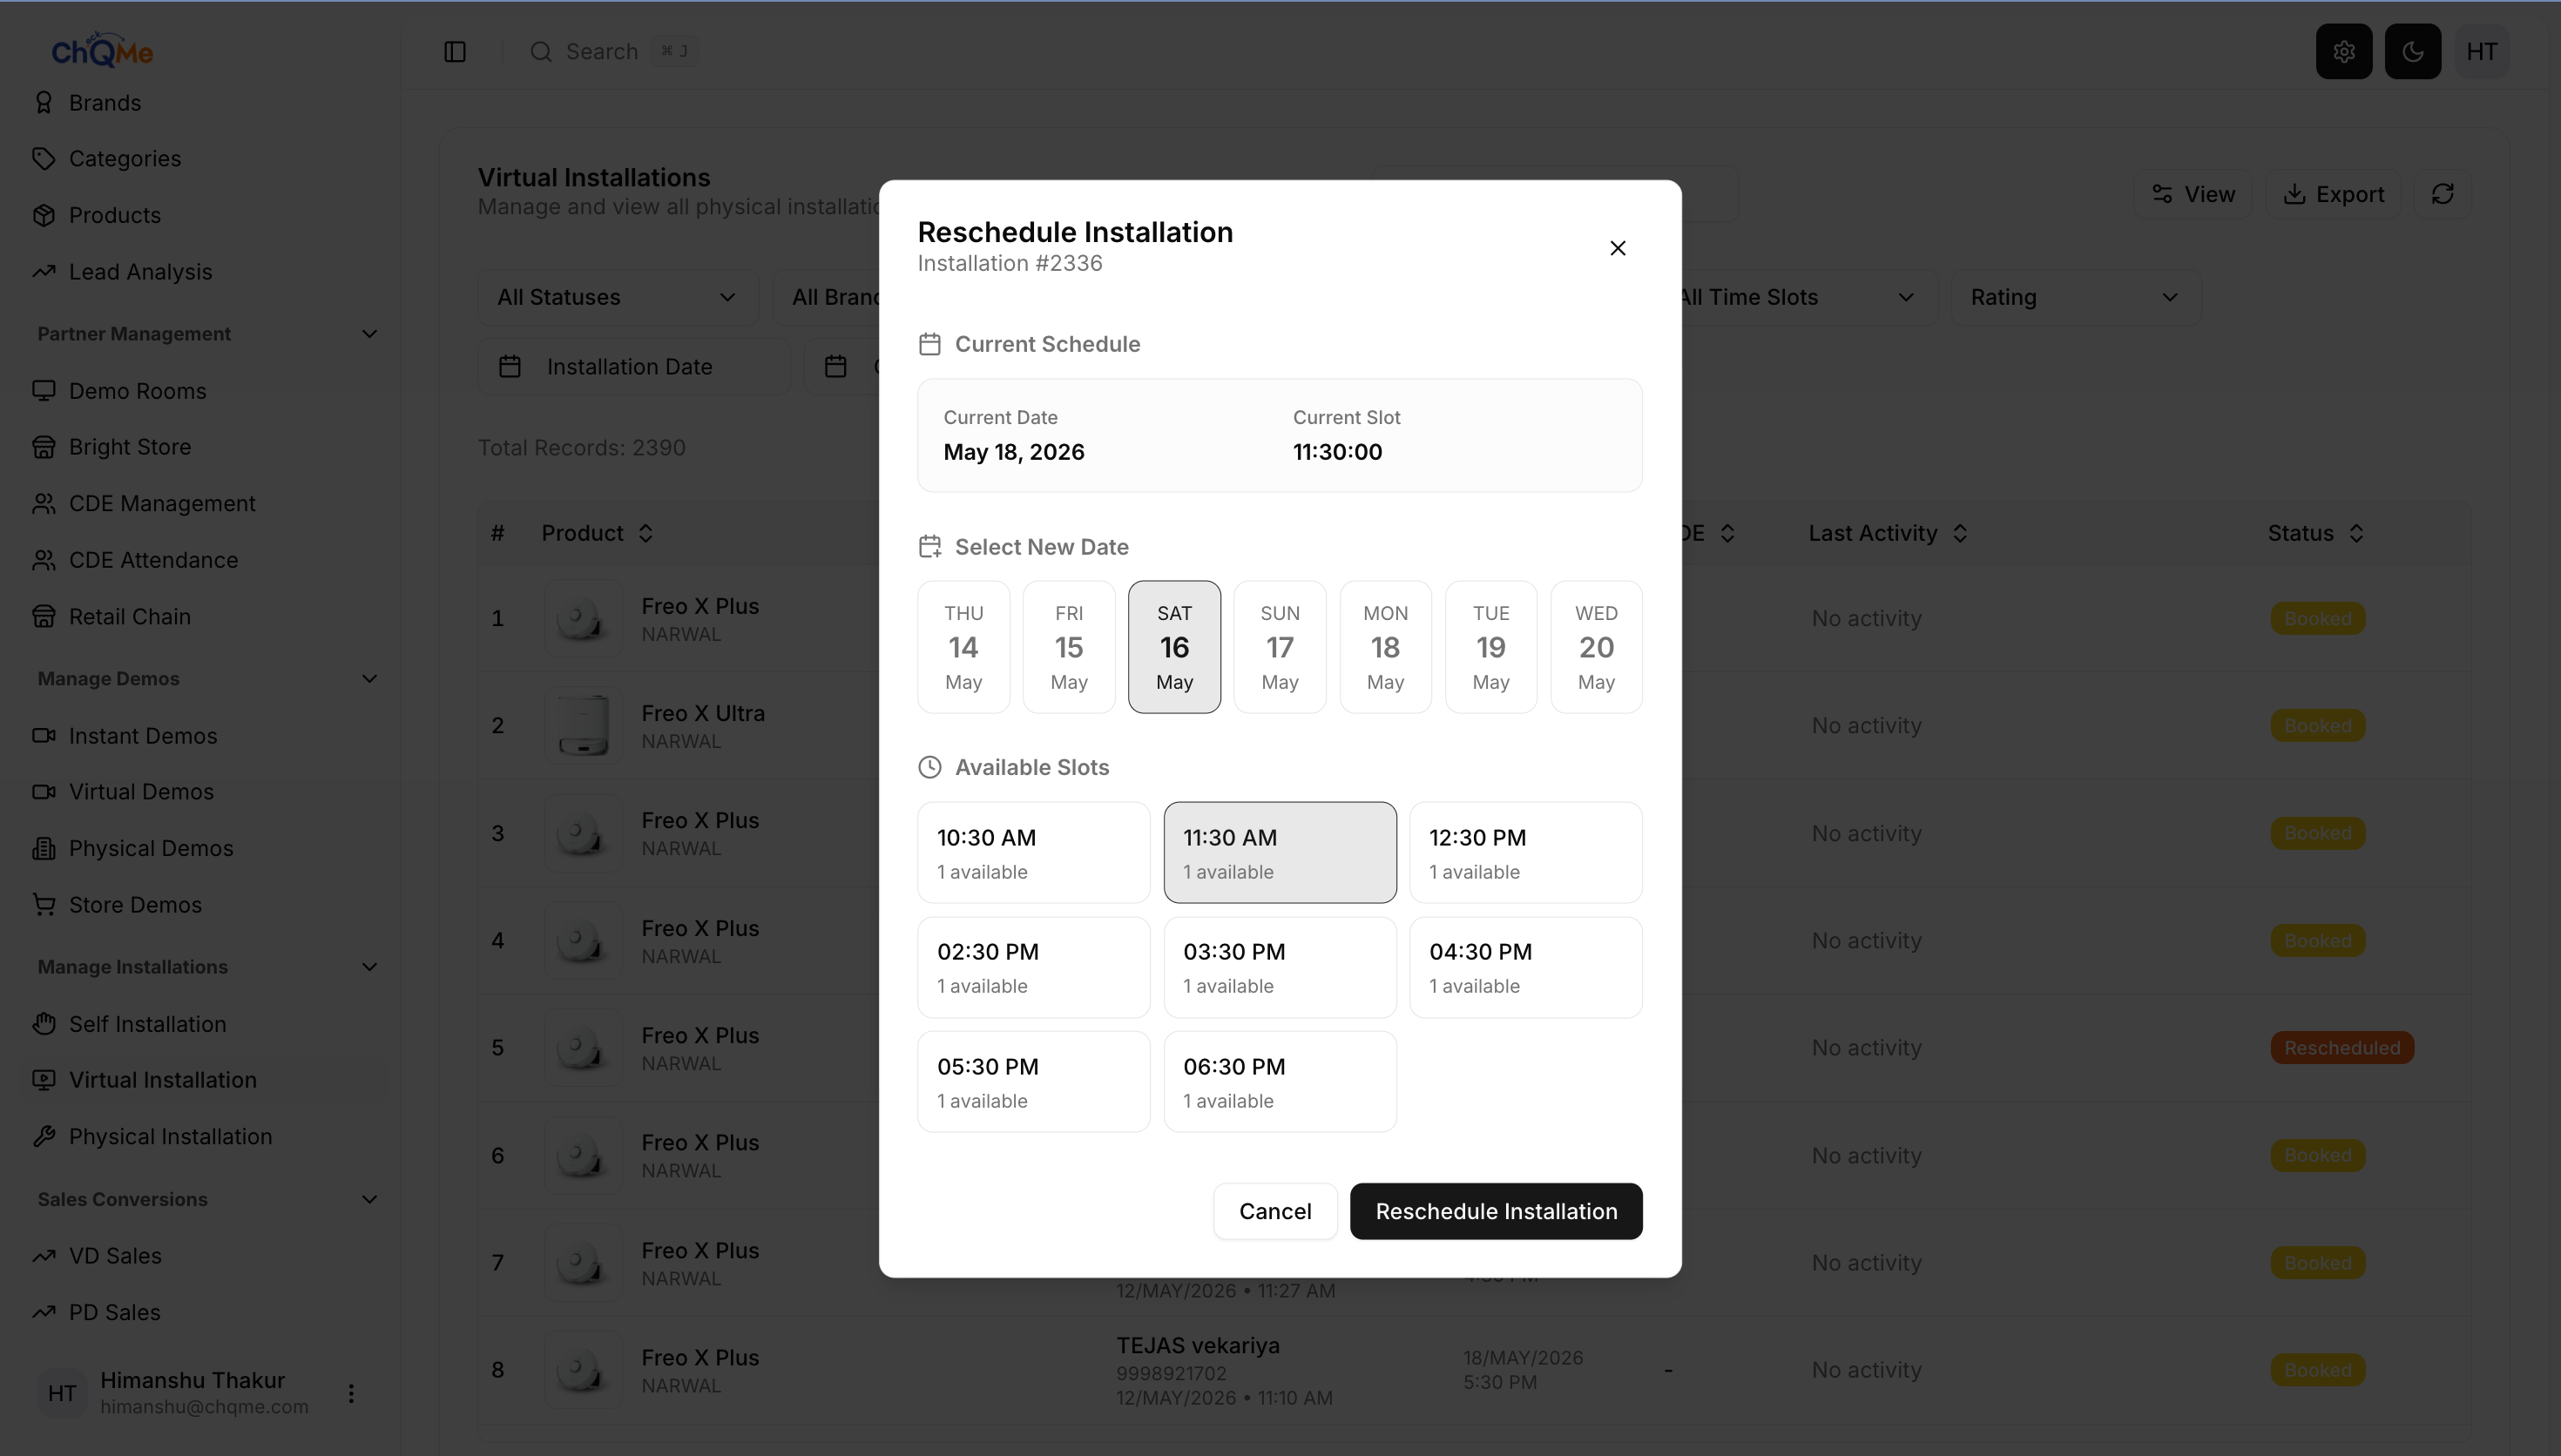 ChQMe
Search ⌘ J
HT
Brands
Categories
Products
Lead Analysis
Partner Management
Demo Rooms
Bright Store
CDE Management
CDE Attendance
Retail Chain
Manage Demos
Instant Demos
Virtual Demos
Physical Demos
Store Demos
Manage Installations
Self Installation
Virtual Installation
Physical Installation
Sales Conversions
VD Sales
PD Sales
HT
Himanshu Thakur
himanshu@chqme.com
Virtual Installations
Manage and view all physical
View
Export
All Statuses
All
All Time Slots
Rating
Installation Date
Total Records: 2390
# Product Last Activity Status
1 Freo X Plus No activity Booked
NARWAL
2 Freo X Ultra No activity Booked
NARWAL
3 Freo X Plus No activity Booked
NARWAL
4 Freo X Plus No activity Booked
NARWAL
5 Freo X Plus No activity Rescheduled
NARWAL
6 Freo X Plus No activity Booked
NARWAL
7 Freo X Plus No activity Booked
NARWAL
12/MAY/2026 • 11:27 AM
8 Freo X Plus
NARWAL
TEJAS vekariya
9998921702
12/MAY/2026 • 11:10 AM
18/MAY/2026
5:30 PM
-
No activity
Booked
Reschedule Installation
Installation #2336
Current Schedule
Current Date
May 18, 2026
Current Slot
11:30:00
Select New Date
THU
14
May
FRI
15
May
SAT
16
May
SUN
17
May
MON
18
May
TUE
19
May
WED
20
May
Available Slots
10:30 AM
1 available
11:30 AM
1 available
12:30 PM
1 available
02:30 PM
1 available
03:30 PM
1 available
04:30 PM
1 available
05:30 PM
1 available
06:30 PM
1 available
Cancel
Reschedule Installation